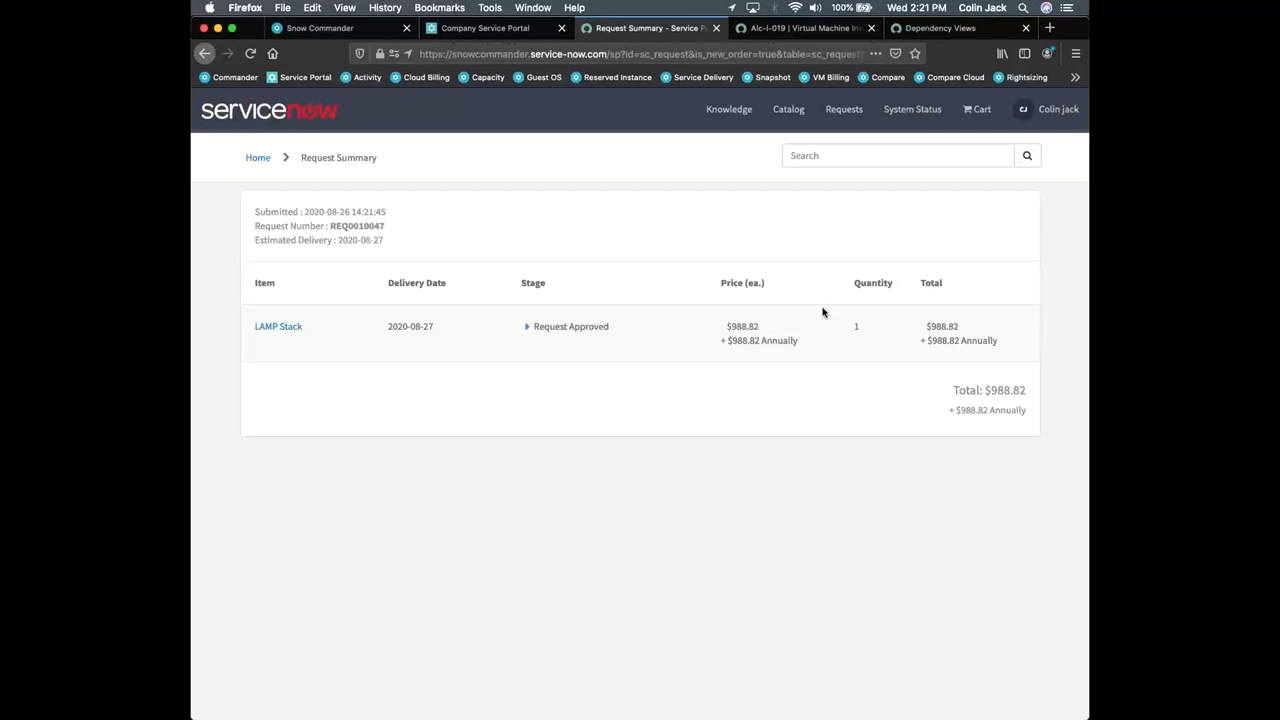 Firefox File Edit View History Bookmarks Tools Window Help 100% Wed 2:21 PM Colin Jack
Snow Commander Company Service Portal Request Summary - Service P Alc-l-019 | Virtual Machine In Dependency Views
https://snowcommander.service-now.com/sp?id=sc_request&is_new_order=true&table=sc_request
Commander Service Portal Activity Cloud Billing Capacity Guest OS Reserved Instance Service Delivery Snapshot VM Billing Compare Compare Cloud Rightsizing
servicenow Knowledge Catalog Requests System Status Cart CJ Colin jack
Home Request Summary Search
Submitted : 2020-08-26 14:21:45
Request Number : REQ0010047
Estimated Delivery : 2020-08-27
Item Delivery Date Stage Price (ea.) Quantity Total
LAMP Stack 2020-08-27 Request Approved $988.82 1 $988.82
+ $988.82 Annually + $988.82 Annually
Total: $988.82
+ $988.82 Annually